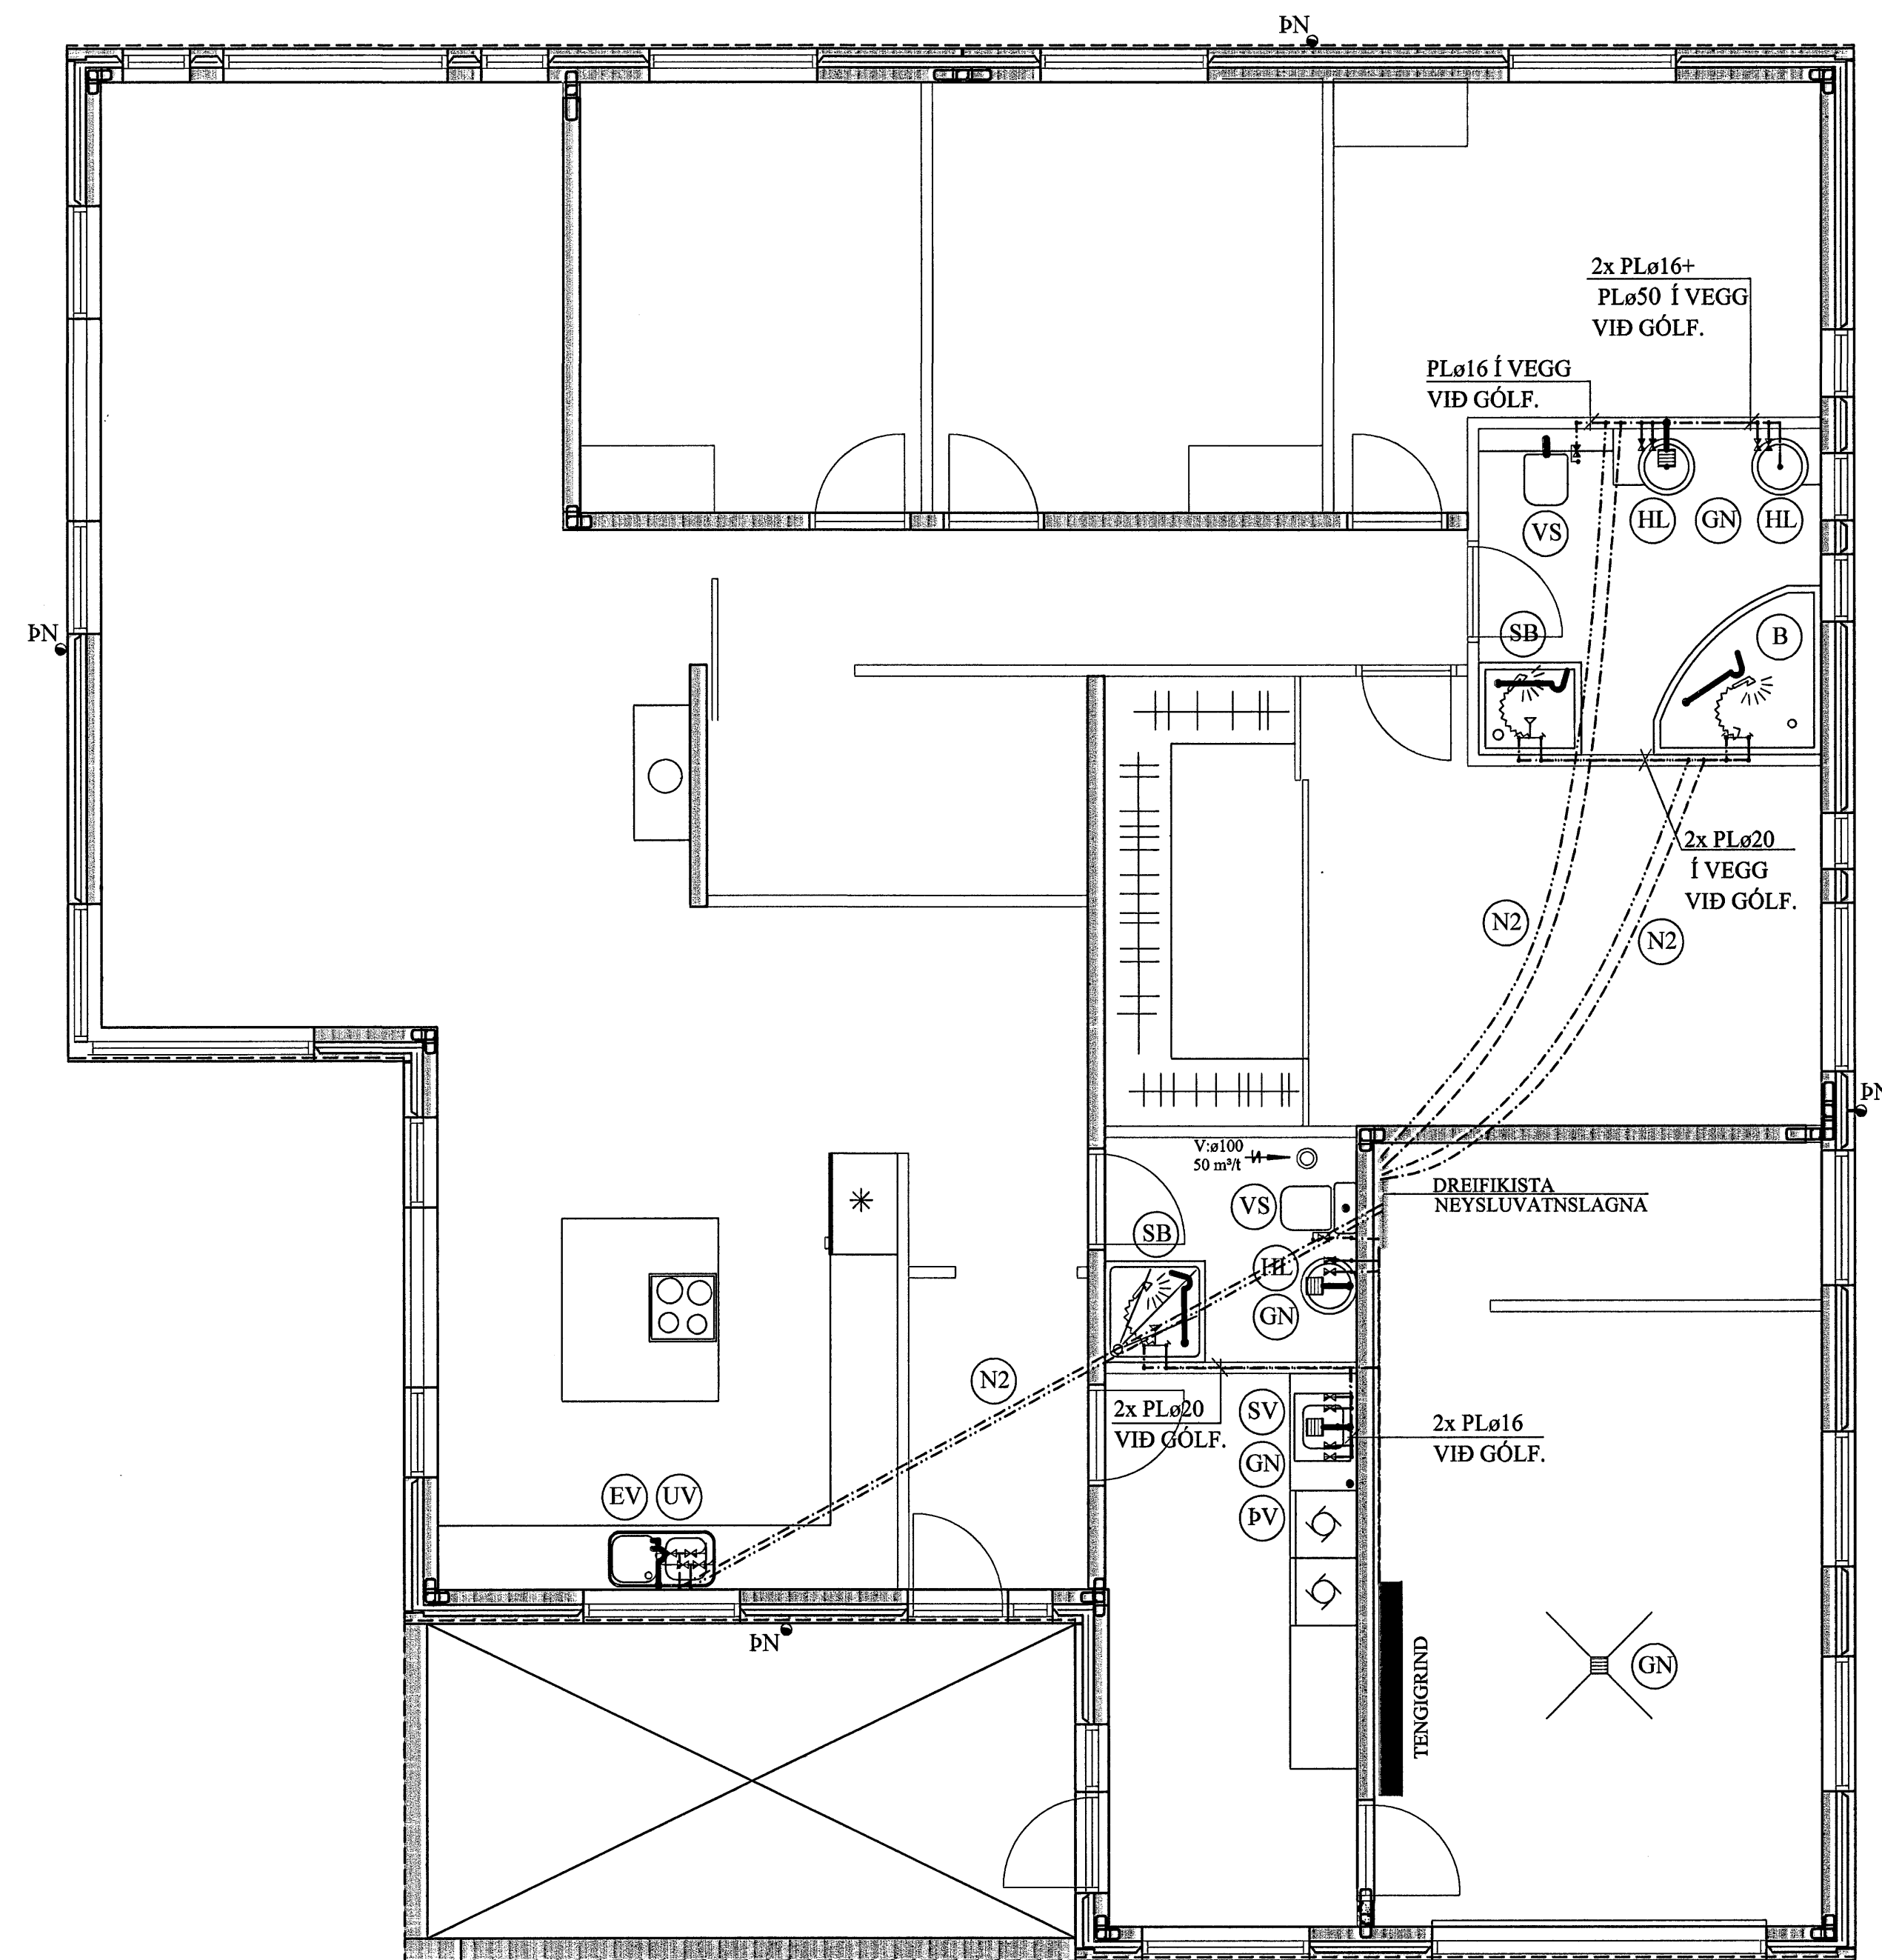 ÞN
2x PLø16+
PLø50 Í VEGG
VIÐ GÓLF.
PLø16 Í VEGG
VIÐ GÓLF.
VS
HL
GN
HL
ÞN
SB
B
2x PLø20
Í VEGG
VIÐ GÓLF.
N2
N2
ÞN
V:ø100
50 m³/t
DREIFIKISTA
NEYSLUVATNSLAGNA
VS
SB
HL
GN
N2
2x PLø20
VIÐ GÓLF.
SV
2x PLø16
VIÐ GÓLF.
GN
EV
UV
ÞV
ÞN
TENGIGRIND
GN